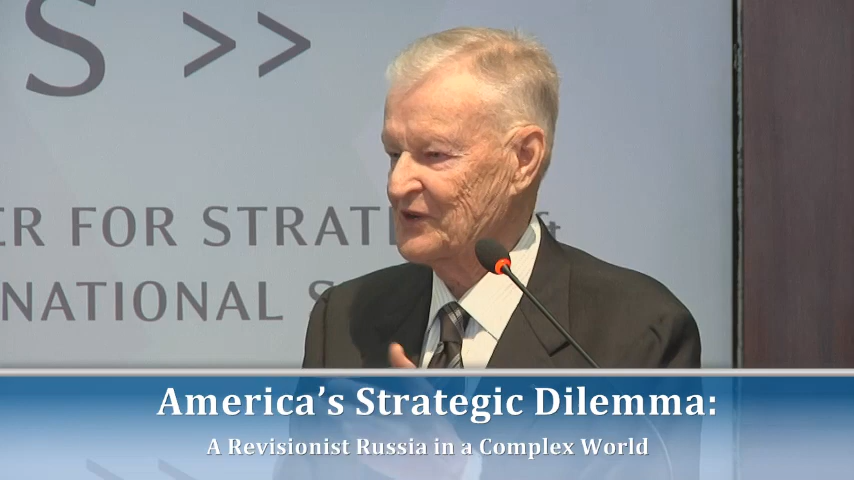 S >>
ER FOR STRAT &
NATIONAL S
America's Strategic Dilemma:
A Revisionist Russia in a Complex World
>>